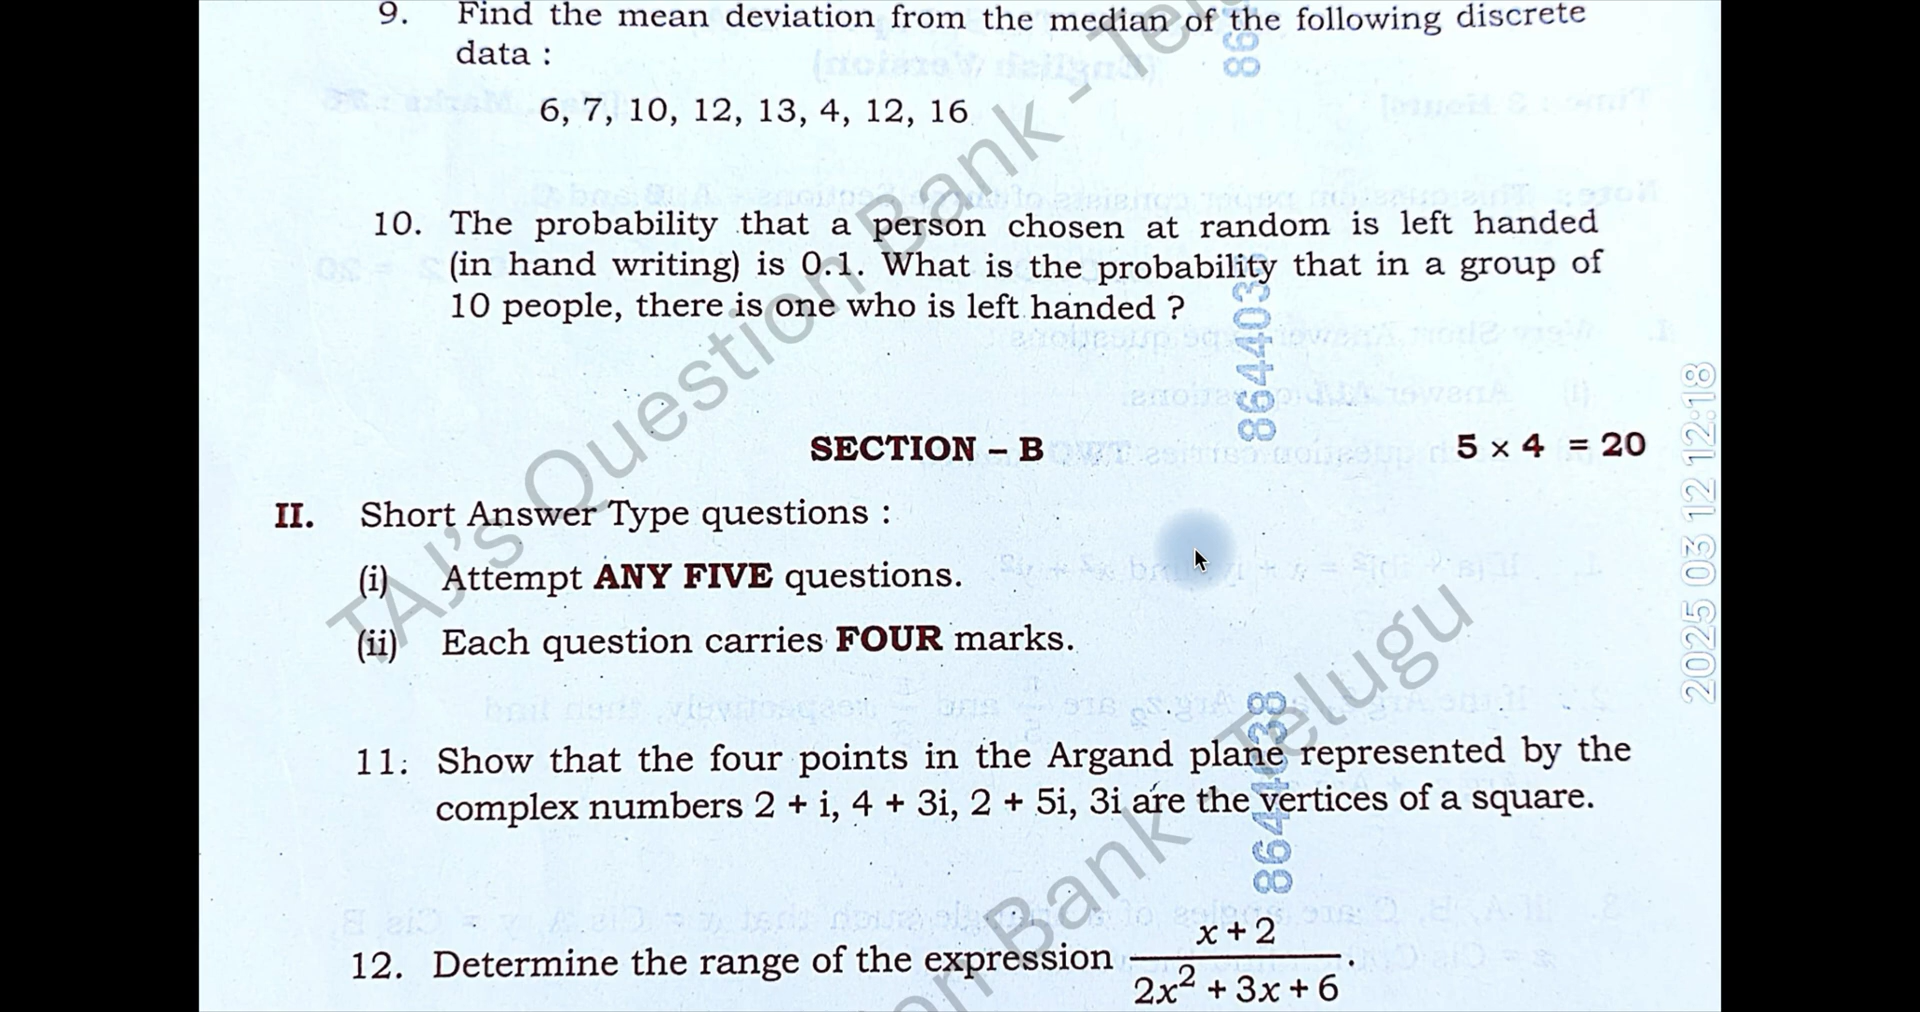 9. Find the mean deviation from the median of the following discrete
data :
6, 7, 10, 12, 13, 4, 12, 16
10. The probability that a person chosen at random is left handed
(in hand writing) is 0·1. What is the probability that in a group of
10 people, there is one who is left handed ?
SECTION – B 5 × 4 = 20
II. Short Answer Type questions :
(i) Attempt ANY FIVE questions.
(ii) Each question carries FOUR marks.
11. Show that the four points in the Argand plane represented by the
complex numbers 2 + i, 4 + 3i, 2 + 5i, 3i are the vertices of a square.
12. Determine the range of the expression
x + 2
2x² + 3x + 6 .
TAJ's Question Bank - Telugu
Bank - Telugu
2025 03 12 12:18